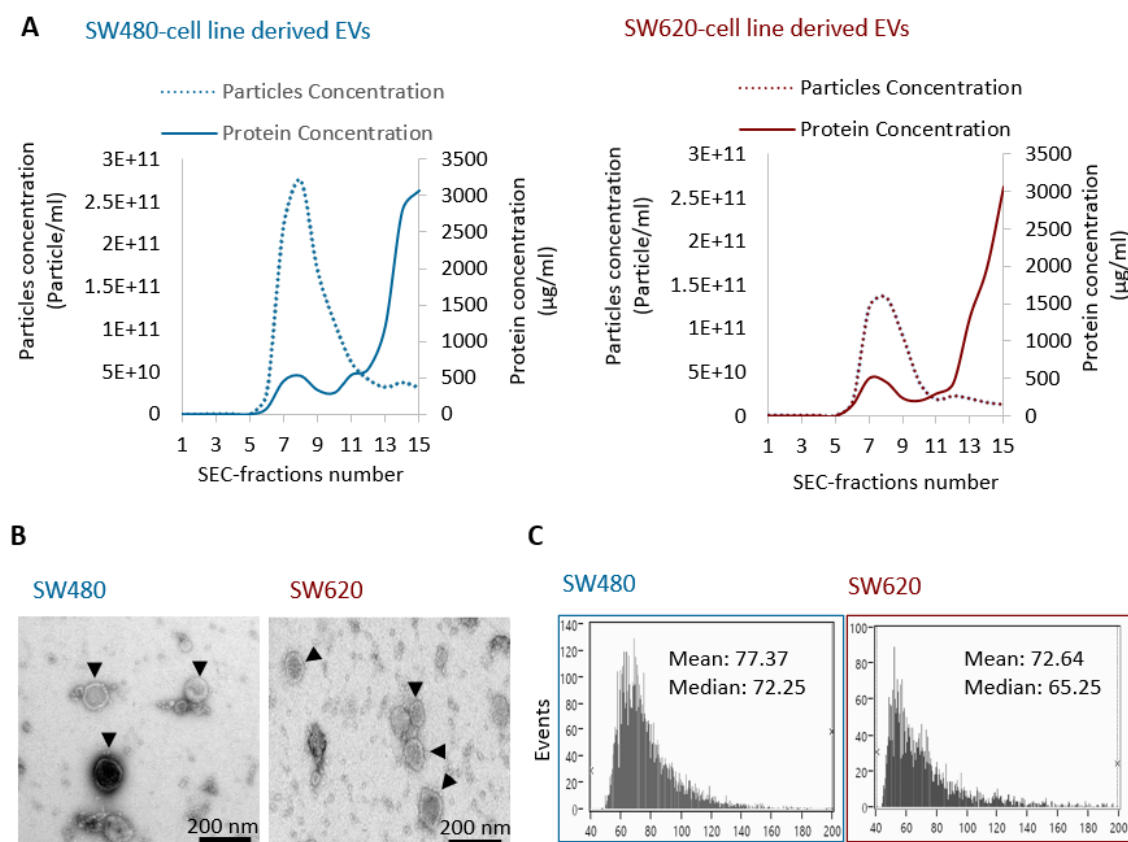 A
SW480-cell line derived EVs
Particles Concentration
Protein Concentration
Particles concentration
(Particle/ml)
3E+11
2.5E+11
2E+11
1.5E+11
1E+11
5E+10
0
3500
3000
2500
2000
1500
1000
500
0
Protein concentration
(µg/ml)
1 3 5 7 9 11 13 15
SEC-fractions number
SW620-cell line derived EVs
Particles Concentration
Protein Concentration
Particles concentration
(Particle/ml)
3E+11
2.5E+11
2E+11
1.5E+11
1E+11
5E+10
0
3500
3000
2500
2000
1500
1000
500
0
Protein concentration
(µg/ml)
1 3 5 7 9 11 13 15
SEC-fractions number
B
SW480
200 nm
SW620
200 nm
C
SW480
Events
140
120
100
80
60
40
20
0
Mean: 77.37
Median: 72.25
40 60 80 100 120 140 160 180 200
SW620
100
80
60
40
20
0
Mean: 72.64
Median: 65.25
40 60 80 100 120 140 160 180 200